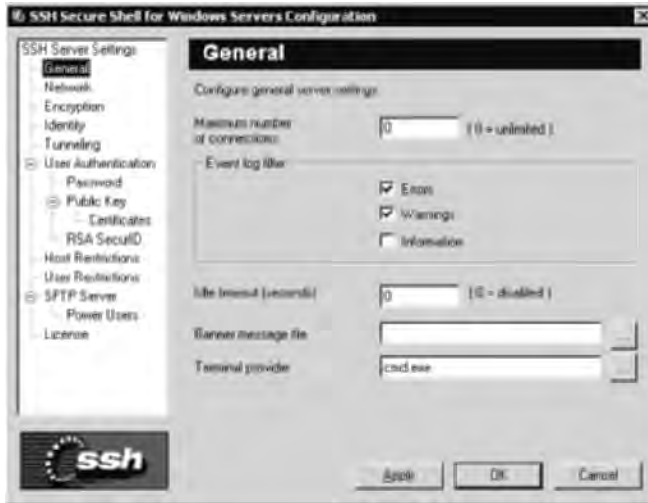 SSH Secure Shell for Windows Servers Configuration
SSH Server Settings
General
Network
Encryption
Identity
Tunneling
User Authentication
Password
Public Key
Certificates
RSA SecurID
Host Restrictions
User Restrictions
SFTP Server
Power Users
License
ssh
General
Configure general server settings.
Maximum number
of connections
0
( 0 = unlimited )
Event log filter
Errors
Warnings
Information
Idle timeout (seconds)
0
( 0 = disabled )
Banner message file
...
Terminal provider
cmd.exe
...
Apply
OK
Cancel